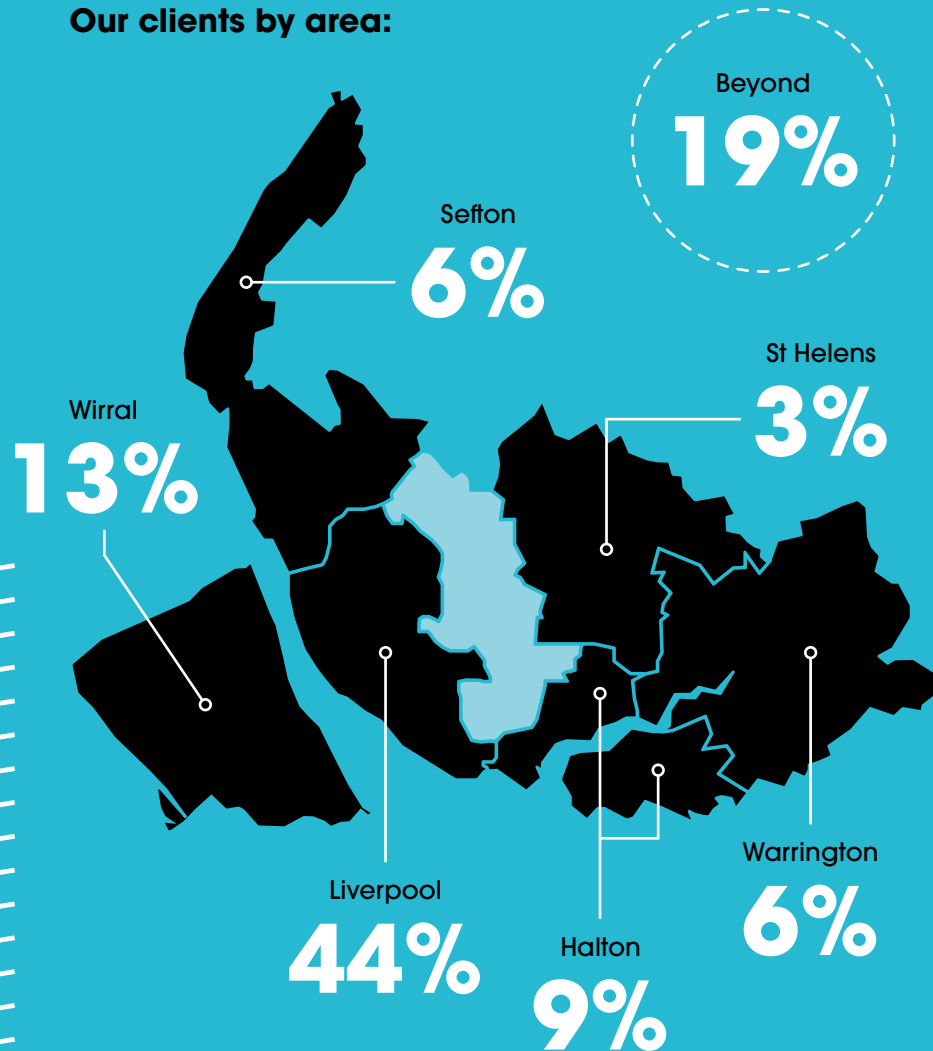 Our clients by area:
Beyond
19%
Sefton
6%
St Helens
3%
Wirral
13%
Liverpool
44%
Halton
9%
Warrington
6%